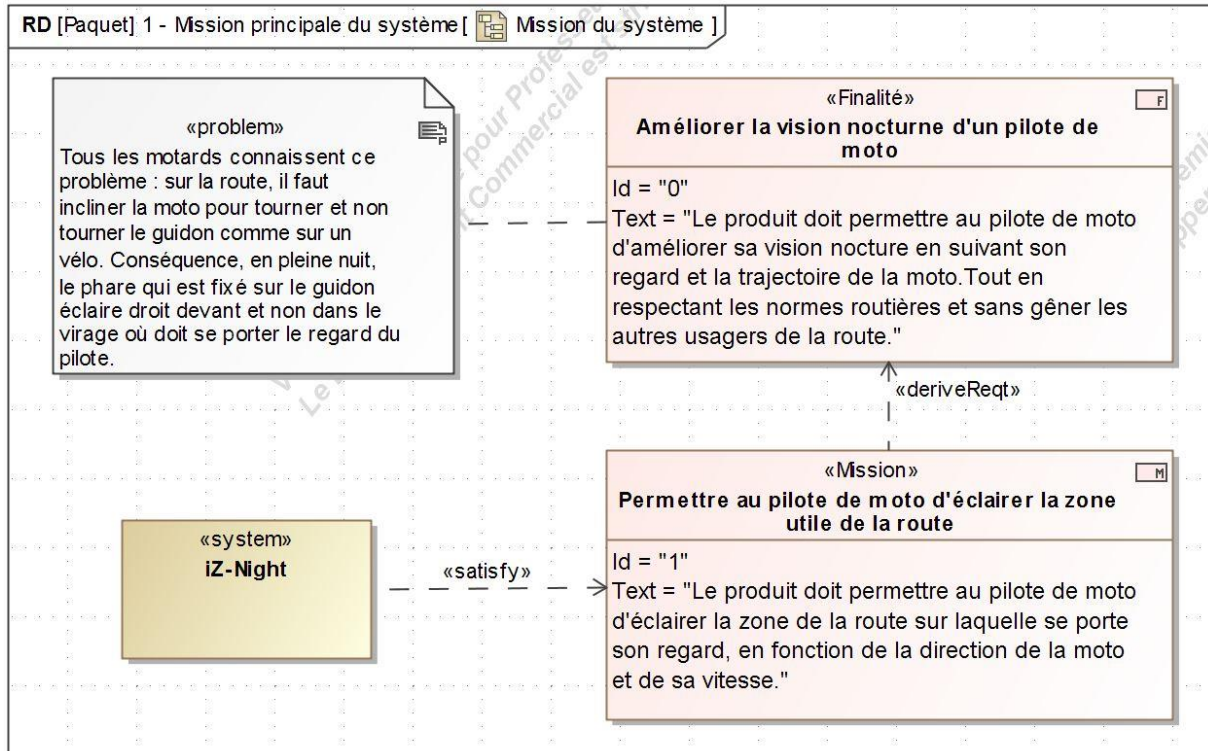 RD [Paquet] 1 - Mission principale du système [ Mission du système ]
«problem»
Tous les motards connaissent ce
problème : sur la route, il faut
incliner la moto pour tourner et non
tourner le guidon comme sur un
vélo. Conséquence, en pleine nuit,
le phare qui est fixé sur le guidon
éclaire droit devant et non dans le
virage où doit se porter le regard du
pilote.
«Finalité»
F
Améliorer la vision nocturne d'un pilote de
moto
Id = "0"
Text = "Le produit doit permettre au pilote de moto
d'améliorer sa vision nocture en suivant son
regard et la trajectoire de la moto.Tout en
respectant les normes routières et sans gêner les
autres usagers de la route."
«deriveReqt»
«Mission»
M
Permettre au pilote de moto d'éclairer la zone
utile de la route
Id = "1"
Text = "Le produit doit permettre au pilote de moto
d'éclairer la zone de la route sur laquelle se porte
son regard, en fonction de la direction de la moto
et de sa vitesse."
«system»
iZ-Night
«satisfy»